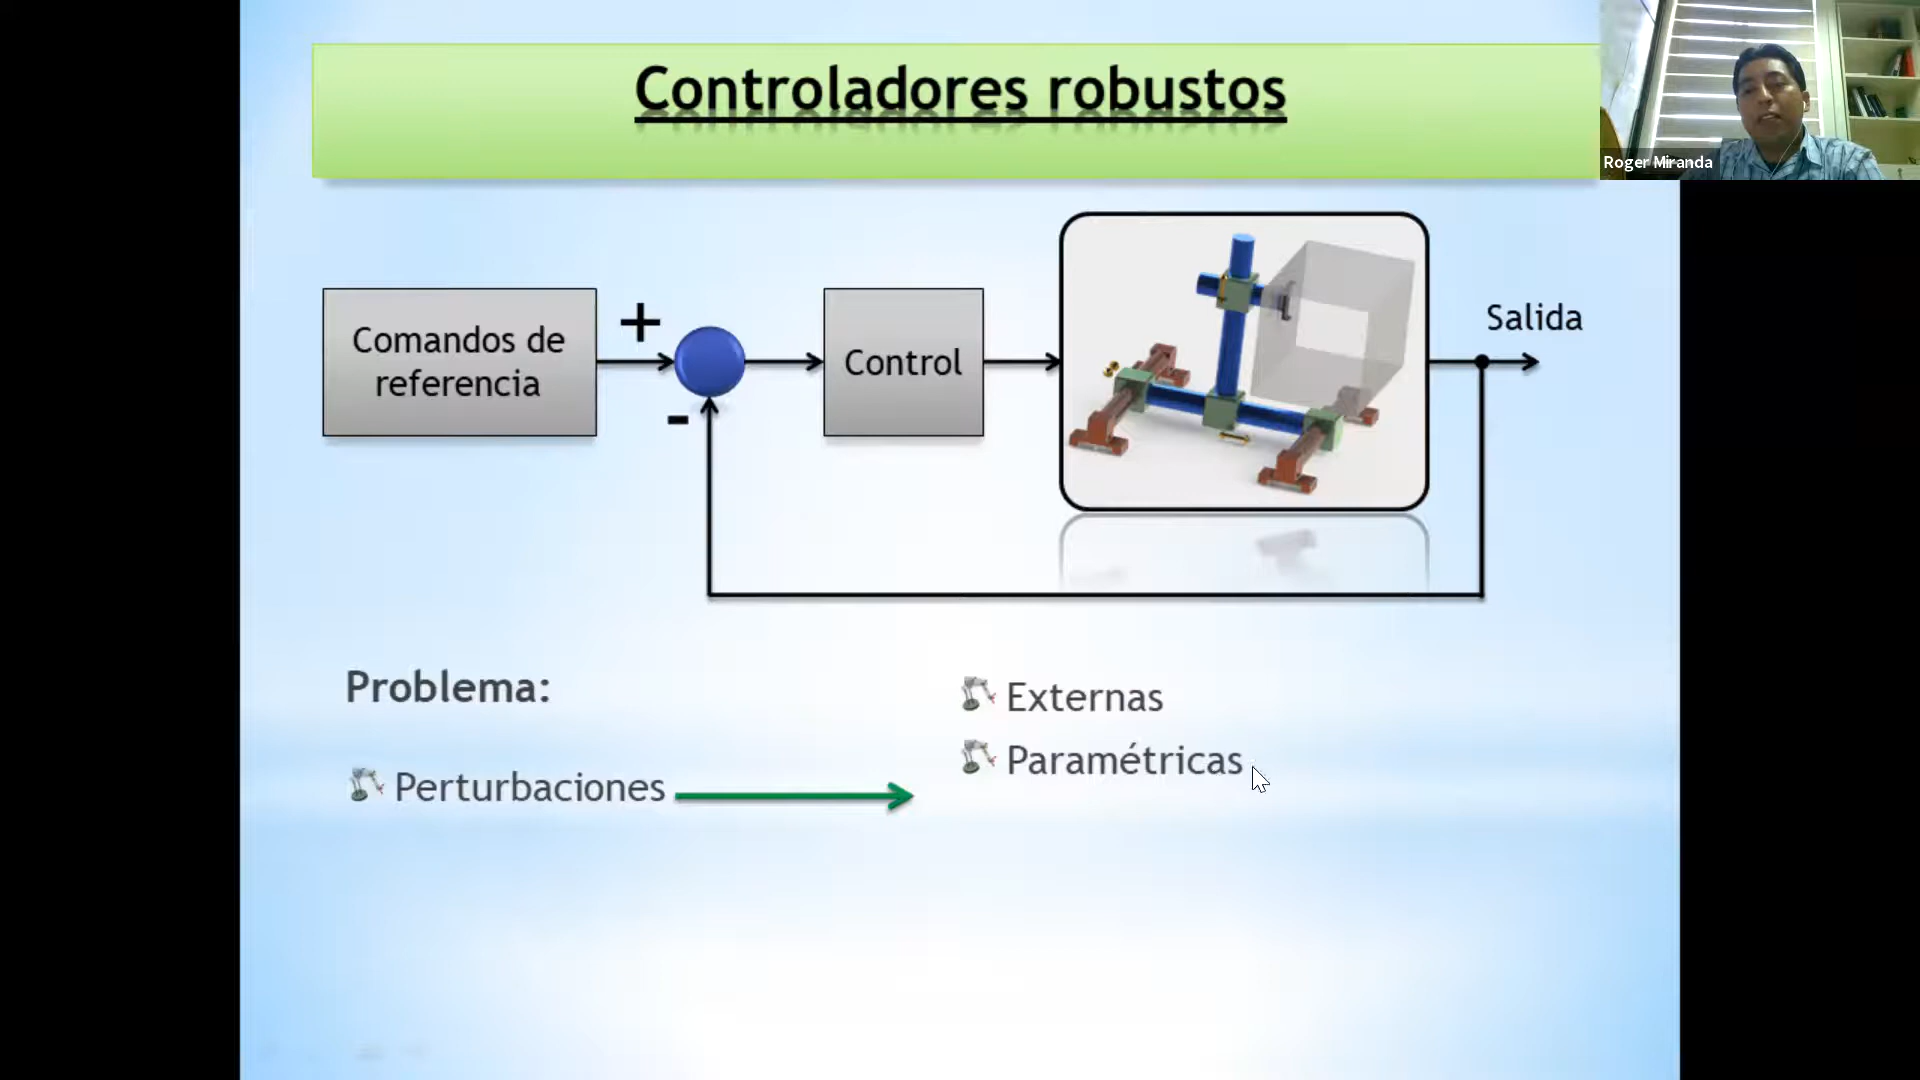 Controladores robustos
Roger Miranda
Comandos de
referencia
+
-
Control
Salida
Problema:
Perturbaciones
Externas
Paramétricas